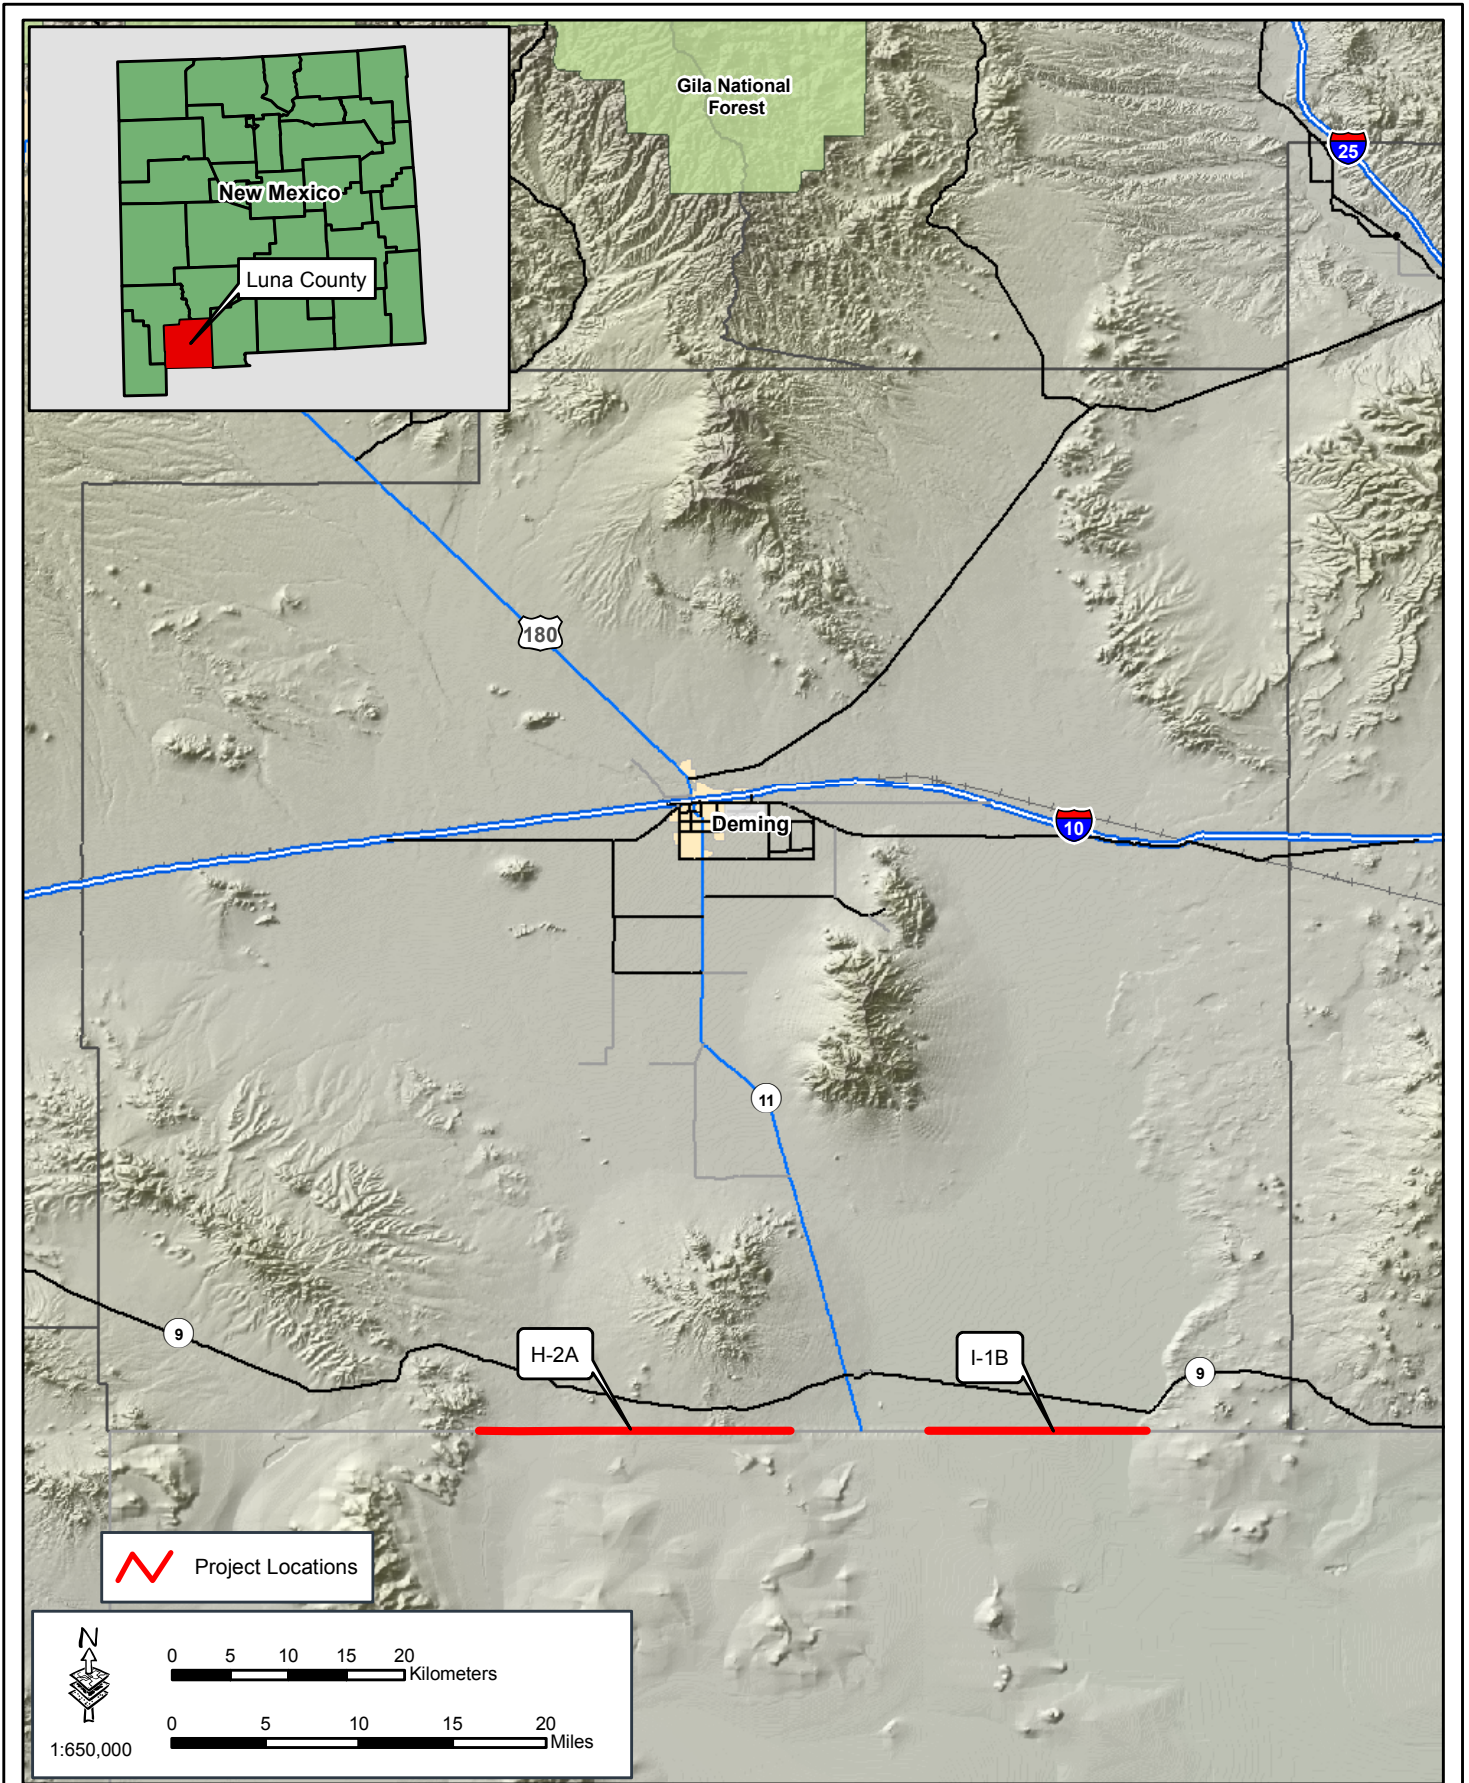 Gila National
Forest
25
New Mexico
Luna County
180
Deming
10
11
9
H-2A
I-1B
9
Project Locations
N
0 5 10 15 20
Kilometers
0 5 10 15 20
Miles
1:650,000